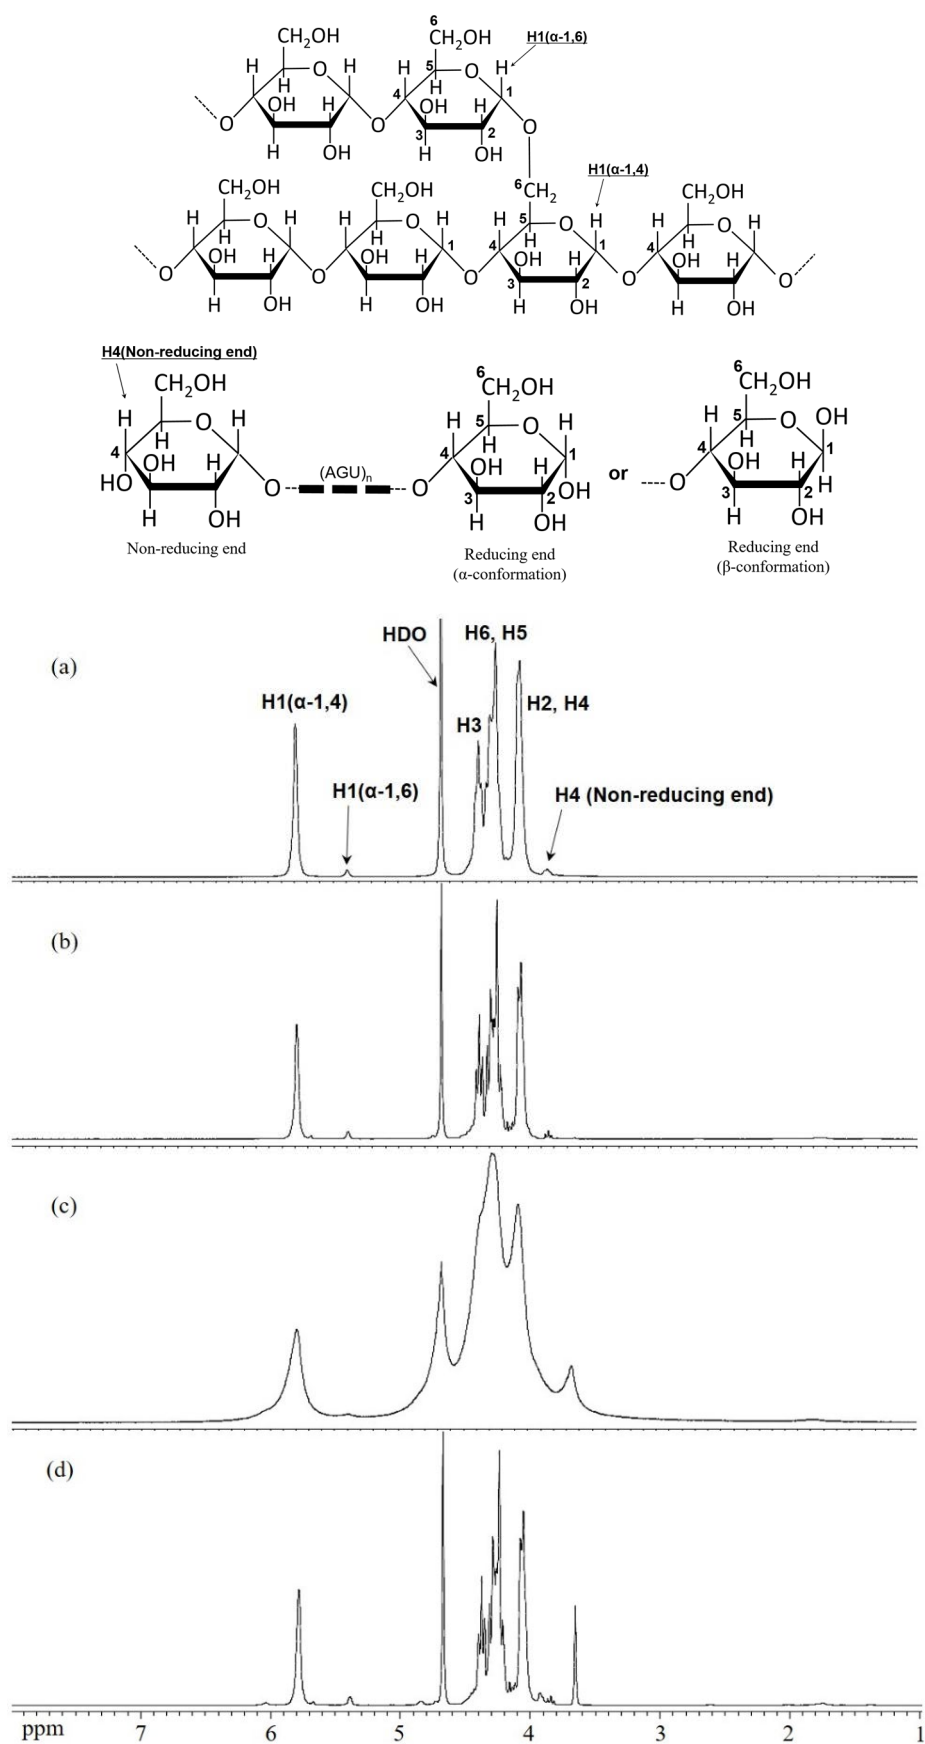 6
CH2OH CH2OH H1(α-1,6)
H O H H 5 O H
H 4 H 1
OH H OH H
O O 3 2 O
H OH H OH
6 CH2 H1(α-1,4)
CH2OH CH2OH CH2OH
H O H H O H H 5 O H H O H
H H 1 4 H 1 4 H
OH H OH H OH H OH H
O O O 3 2 O O
H OH H OH H OH H OH
H4(Non-reducing end)
CH2OH 6 CH2OH 6 CH2OH
H O H H 5 O H H 5 O OH
4 H 4 H 1 4 H 1
HO OH H O (AGU)n O OH H OH or O OH H H
3 2 3 2
H OH H OH H OH
Non-reducing end
Reducing end
(α-conformation)
Reducing end
(β-conformation)
(a)
HDO
H6, H5
H1(α-1,4)
H3
H2, H4
H1(α-1,6)
H4 (Non-reducing end)
(b)
(c)
(d)
ppm 7 6 5 4 3 2 1